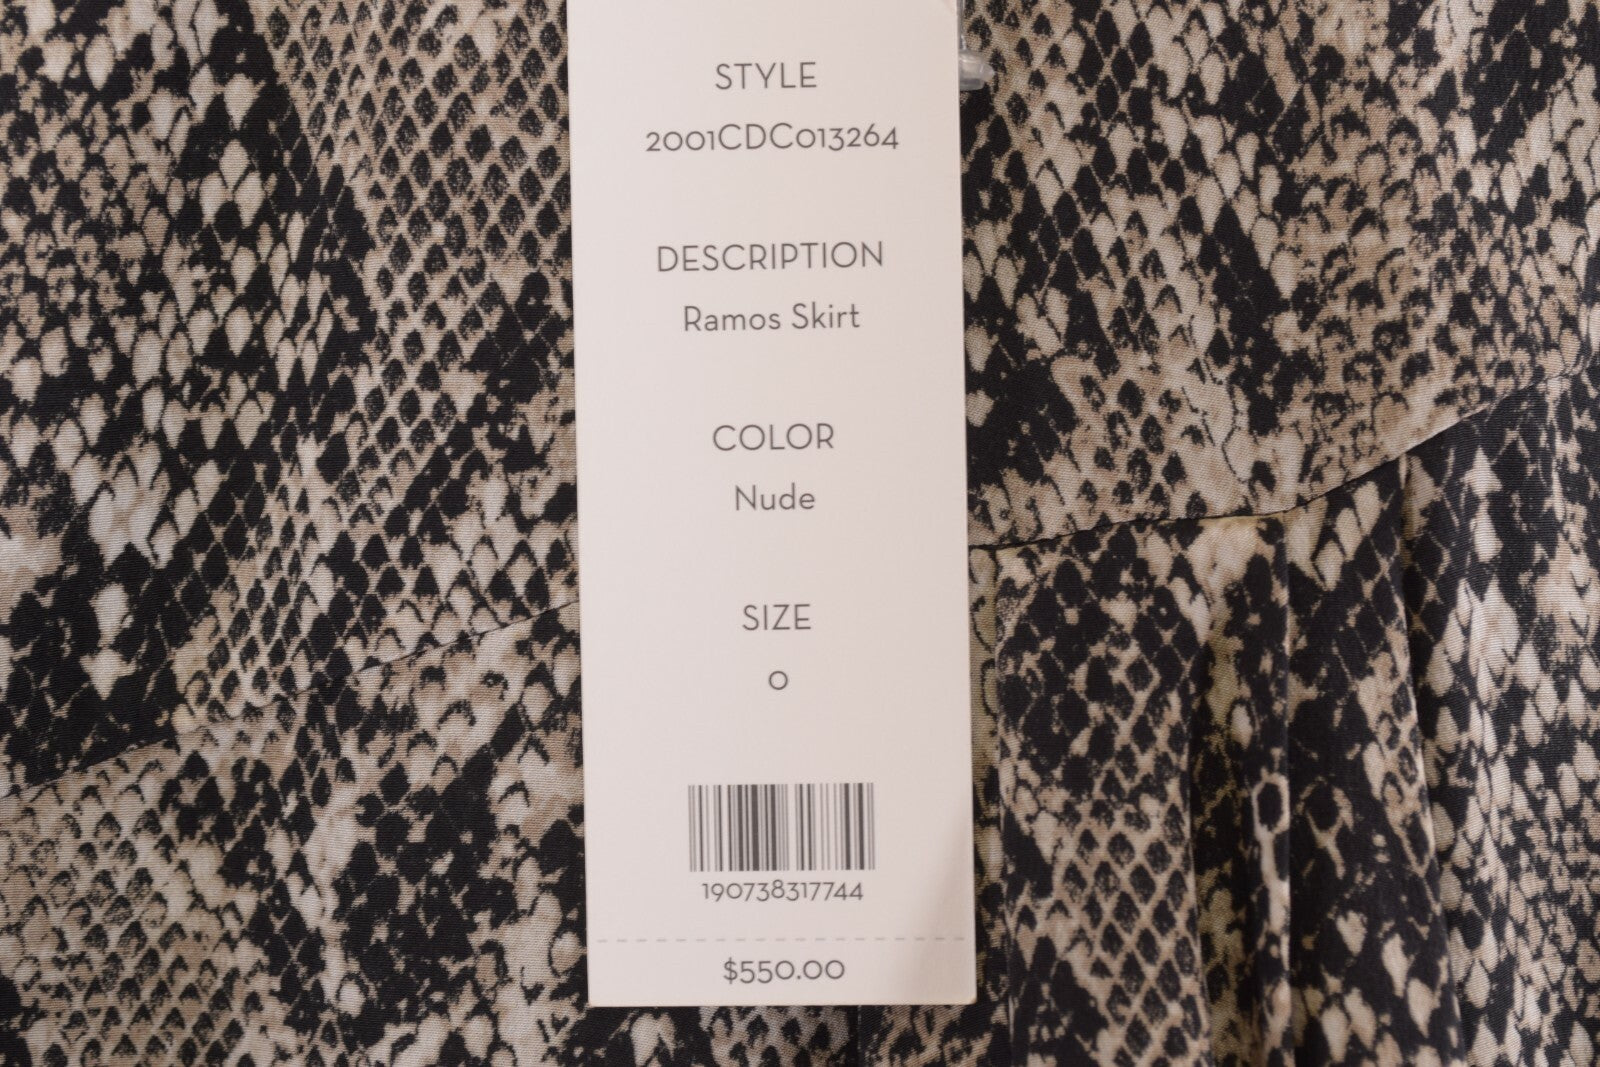 STYLE
2001CDC013264
DESCRIPTION
Ramos Skirt
COLOR
Nude
SIZE
0
190738317744
$550.00